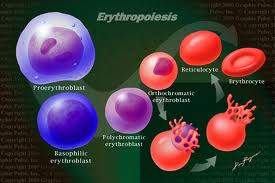 Erythropoiesis
Proerythroblast
Reticulocyte
Erythrocyte
Orthochromatic
erythroblast
Basophilic
erythroblast
Polychromatic
erythroblast